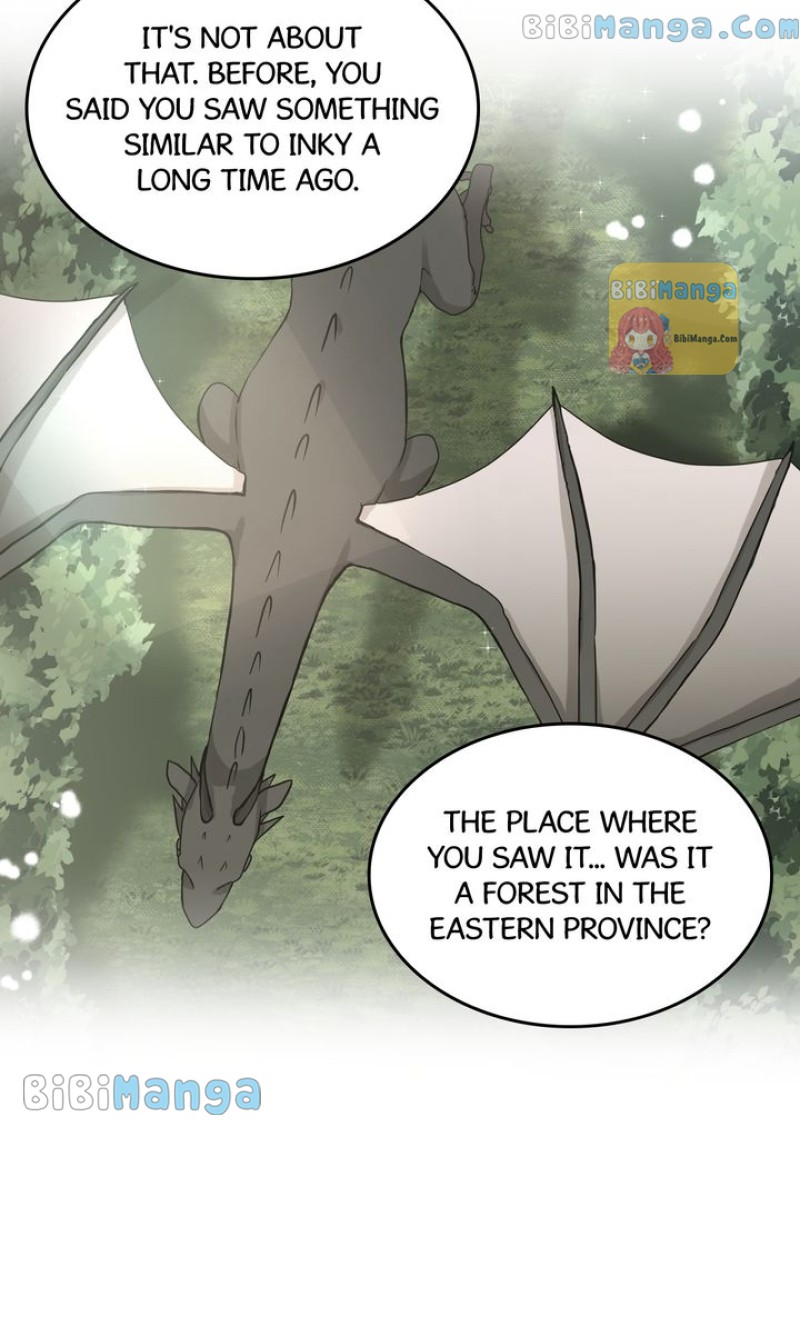 BiBiManga.Com
IT'S NOT ABOUT
THAT. BEFORE, YOU
SAID YOU SAW SOMETHING
SIMILAR TO INKY A
LONG TIME AGO.
BiBiManga
BibiManga.Com
THE PLACE WHERE
YOU SAW IT... WAS IT
A FOREST IN THE
EASTERN PROVINCE?
BiBiManga